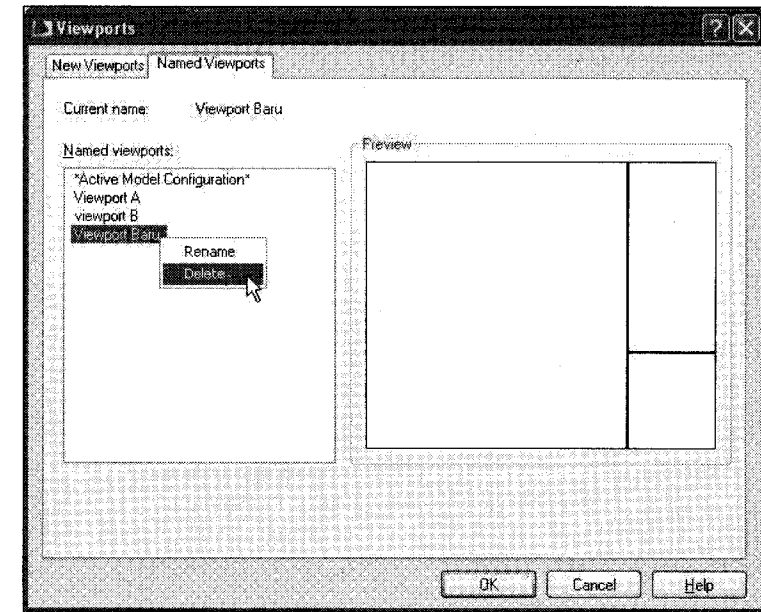 Viewports
New Viewports Named Viewports
Current name: Viewport Baru
Named viewports:
Preview
*Active Model Configuration*
Viewport A
viewport B
Viewport Baru
Rename
Delete
OK Cancel Help